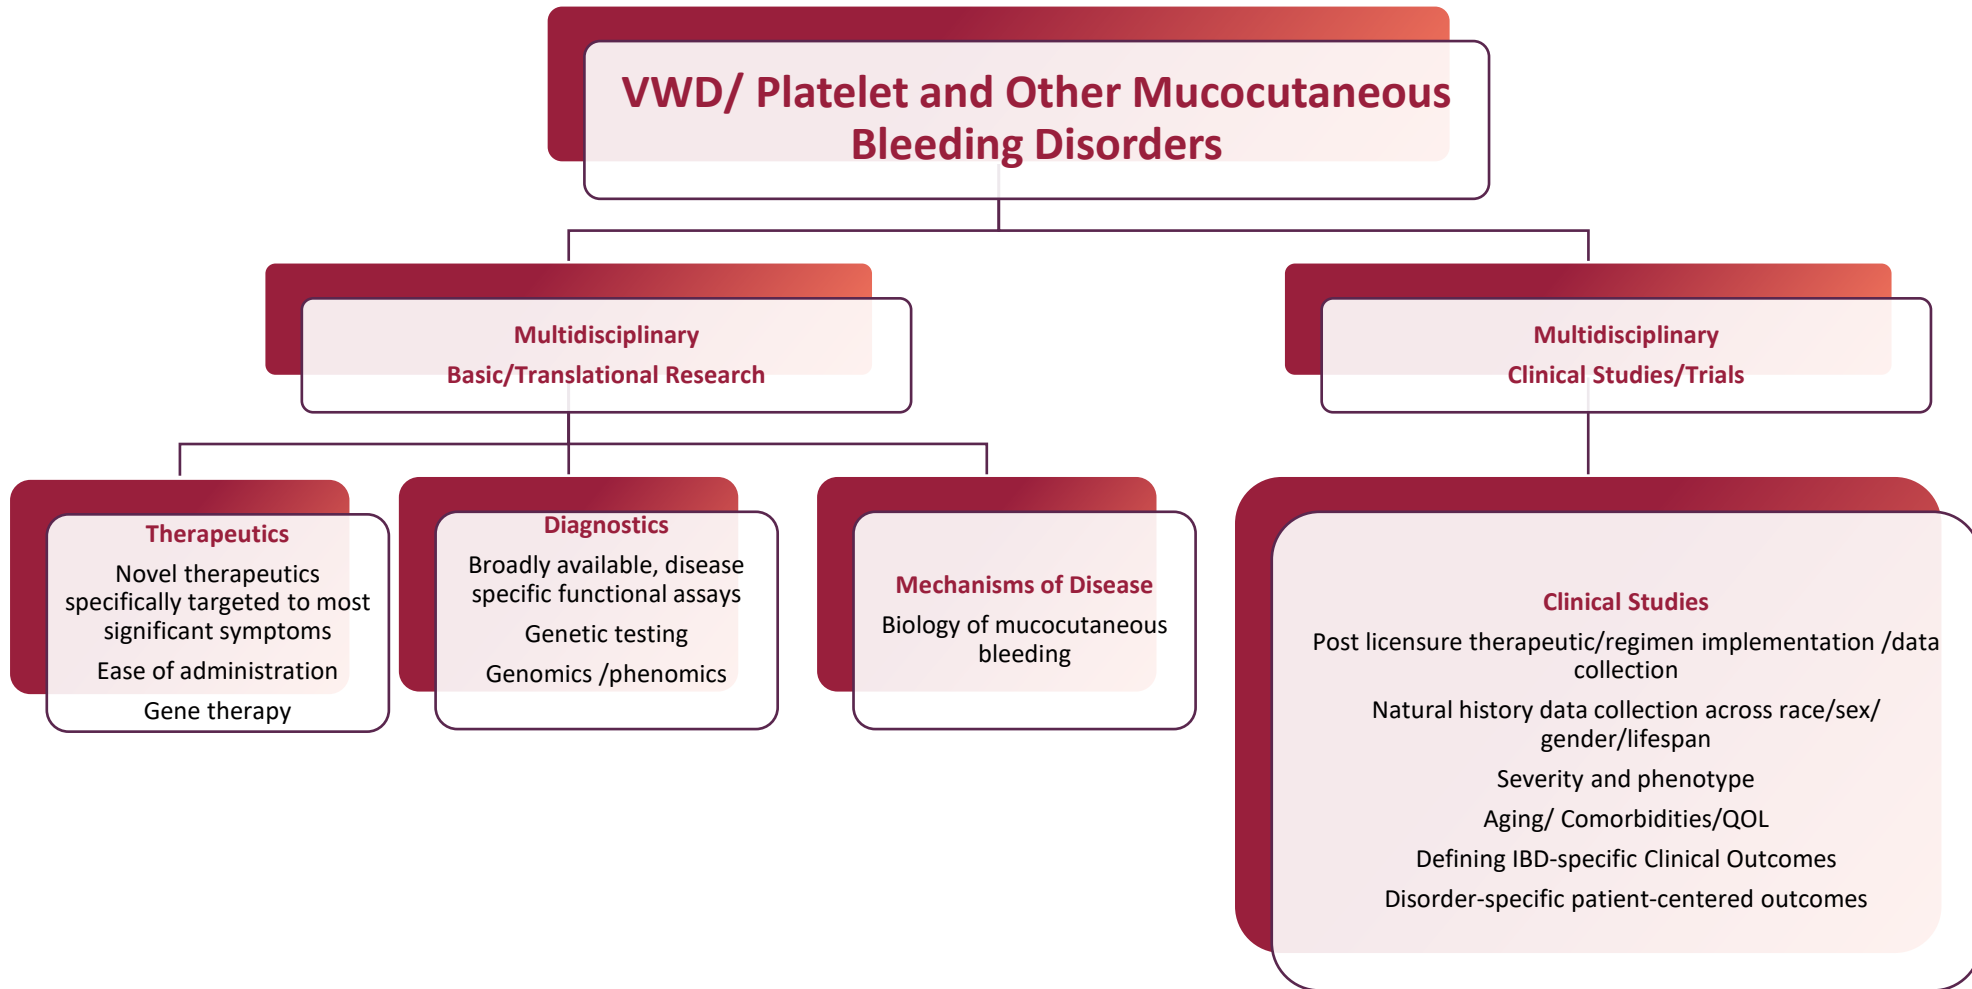 VWD/ Platelet and Other Mucocutaneous
Bleeding Disorders
Multidisciplinary
Basic/Translational Research
Multidisciplinary
Clinical Studies/Trials
Therapeutics
Novel therapeutics
specifically targeted to most
significant symptoms
Ease of administration
Gene therapy
Diagnostics
Broadly available, disease
specific functional assays
Genetic testing
Genomics /phenomics
Mechanisms of Disease
Biology of mucocutaneous
bleeding
Clinical Studies
Post licensure therapeutic/regimen implementation /data
collection
Natural history data collection across race/sex/
gender/lifespan
Severity and phenotype
Aging/ Comorbidities/QOL
Defining IBD-specific Clinical Outcomes
Disorder-specific patient-centered outcomes